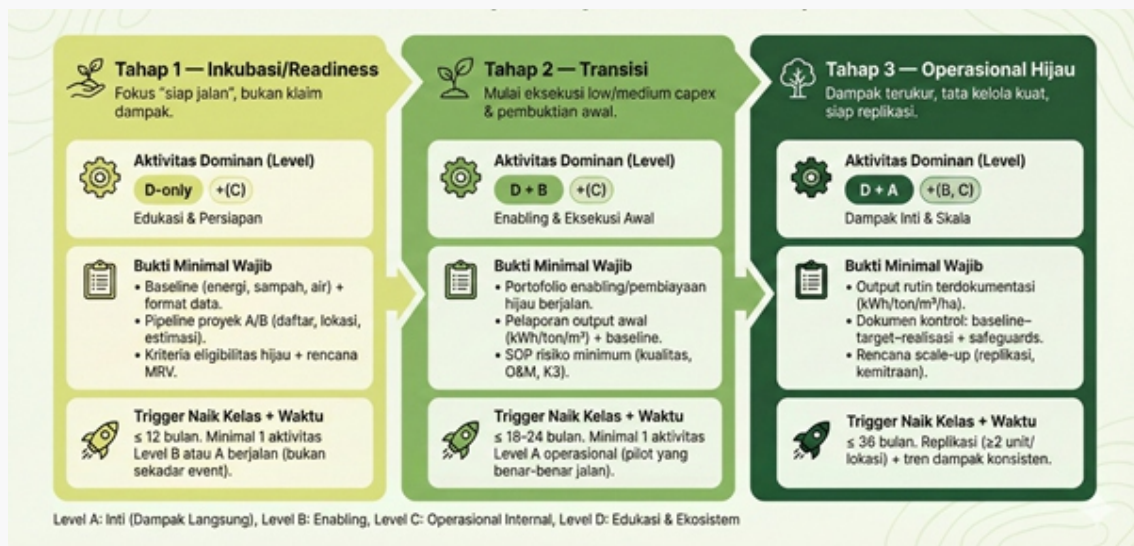 Tahap 1 — Inkubasi/Readiness
Fokus "siap jalan", bukan klaim
dampak.
Aktivitas Dominan (Level)
D-only +(C)
Edukasi & Persiapan
Bukti Minimal Wajib
• Baseline (energi, sampah, air) +
format data.
• Pipeline proyek A/B (daftar, lokasi,
estimasi).
• Kriteria eligibilitas hijau + rencana
MRV.
Trigger Naik Kelas + Waktu
≤ 12 bulan. Minimal 1 aktivitas
Level B atau A berjalan (bukan
sekadar event).
Tahap 2 — Transisi
Mulai eksekusi low/medium capex
& pembuktian awal.
Aktivitas Dominan (Level)
D + B +(C)
Enabling & Eksekusi Awal
Bukti Minimal Wajib
• Portofolio enabling/pembiayaan
hijau berjalan.
• Pelaporan output awal
(kWh/ton/m³) + baseline.
• SOP risiko minimum (kualitas,
O&M, K3).
Trigger Naik Kelas + Waktu
≤ 18-24 bulan. Minimal 1 aktivitas
Level A operasional (pilot yang
benar-benar jalan).
Tahap 3 — Operasional Hijau
Dampak terukur, tata kelola kuat,
siap replikasi.
Aktivitas Dominan (Level)
D + A +(B, C)
Dampak Inti & Skala
Bukti Minimal Wajib
• Output rutin terdokumentasi
(kWh/ton/m³/ha).
• Dokumen kontrol: baseline–
target–realisasi + safeguards.
• Rencana scale-up (replikasi,
kemitraan).
Trigger Naik Kelas + Waktu
≤ 36 bulan. Replikasi (≥2 unit/
lokasi) + tren dampak konsisten.
Level A: Inti (Dampak Langsung), Level B: Enabling, Level C: Operasional Internal, Level D: Edukasi & Ekosistem